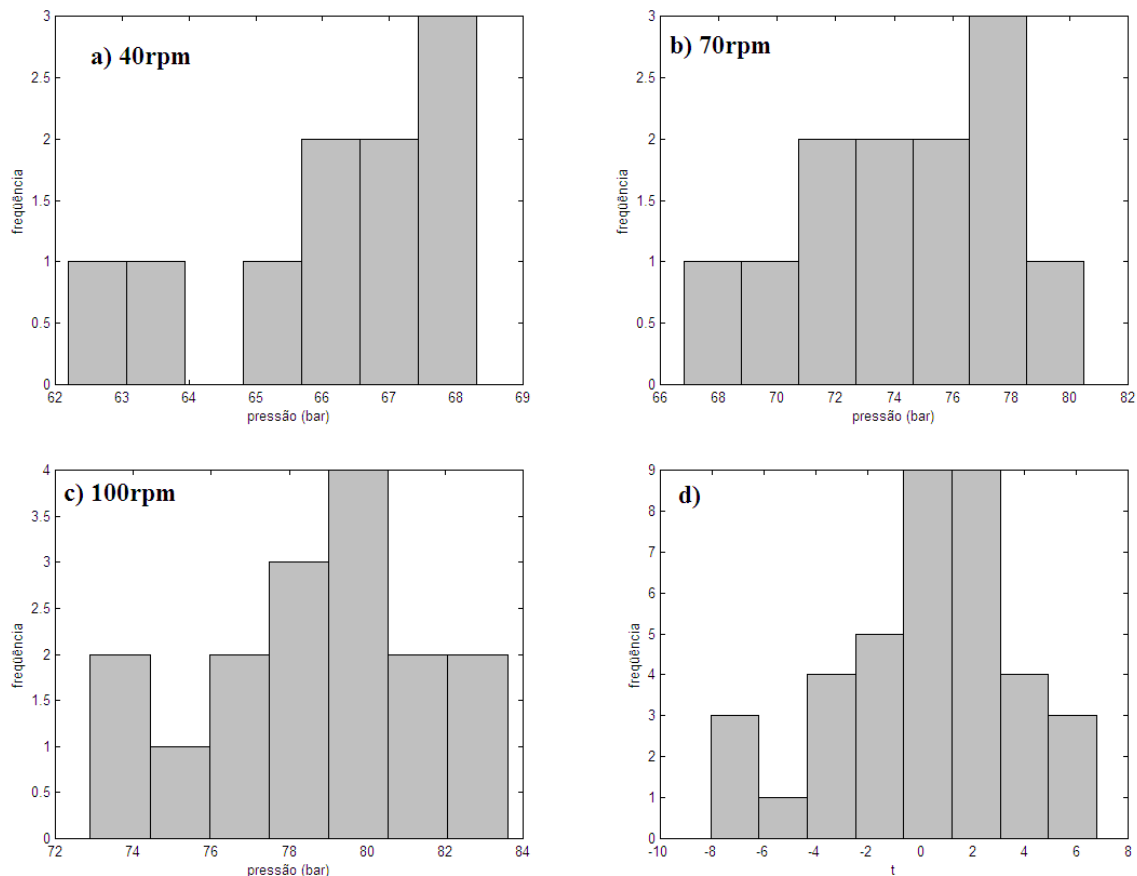 a) 40rpm
3
2.5
2
1.5
1
0.5
0
freqüência
62 63 64 65 66 67 68 69
pressão (bar)
b) 70rpm
3
2.5
2
1.5
1
0.5
0
freqüência
66 68 70 72 74 76 78 80 82
pressão (bar)
c) 100rpm
4
3.5
3
2.5
2
1.5
1
0.5
0
freqüência
72 74 76 78 80 82 84
pressão (bar)
d)
9
8
7
6
5
4
3
2
1
0
freqüência
-10 -8 -6 -4 -2 0 2 4 6 8
t